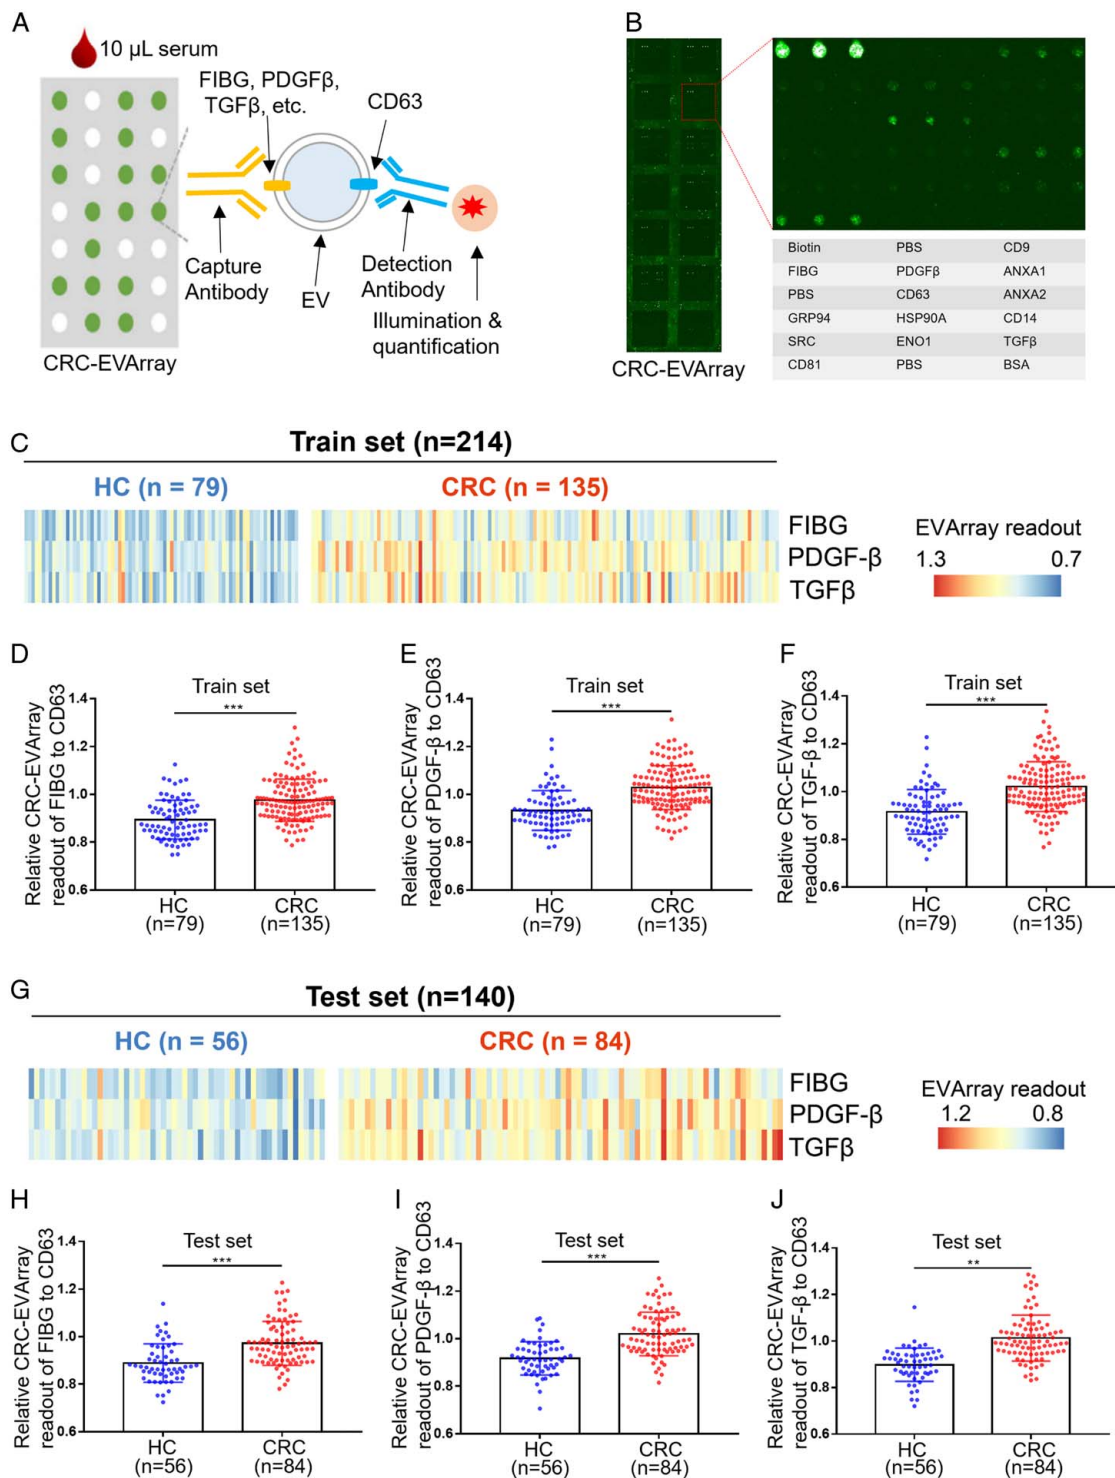 A
10 µL serum
FIBG, PDGFβ,
TGFβ, etc.
CD63
Capture
Antibody
EV
Detection
Antibody
Illumination &
quantification
CRC-EVArray
B
CRC-EVArray
Biotin PBS CD9
FIBG PDGFβ ANXA1
PBS CD63 ANXA2
GRP94 HSP90A CD14
SRC ENO1 TGFβ
CD81 PBS BSA
C
Train set (n=214)
HC (n = 79) CRC (n = 135)
FIBG
PDGF-β
TGFβ
EVArray readout
1.3 0.7
D
Relative CRC-EVArray
readout of FIBG to CD63
1.4
1.2
1.0
0.8
0.6
Train set
***
HC CRC
(n=79) (n=135)
E
Relative CRC-EVArray
readout of PDGF-β to CD63
1.4
1.2
1.0
0.8
0.6
Train set
***
HC CRC
(n=79) (n=135)
F
Relative CRC-EVArray
readout of TGF-β to CD63
1.4
1.2
1.0
0.8
0.6
Train set
***
HC CRC
(n=79) (n=135)
G
Test set (n=140)
HC (n = 56) CRC (n = 84)
FIBG
PDGF-β
TGFβ
EVArray readout
1.2 0.8
H
Relative CRC-EVArray
readout of FIBG to CD63
1.4
1.2
1.0
0.8
0.6
Test set
***
HC CRC
(n=56) (n=84)
I
Relative CRC-EVArray
readout of PDGF-β to CD63
1.4
1.2
1.0
0.8
0.6
Test set
***
HC CRC
(n=56) (n=84)
J
Relative CRC-EVArray
readout of TGF-β to CD63
1.4
1.2
1.0
0.8
0.6
Test set
**
HC CRC
(n=56) (n=84)